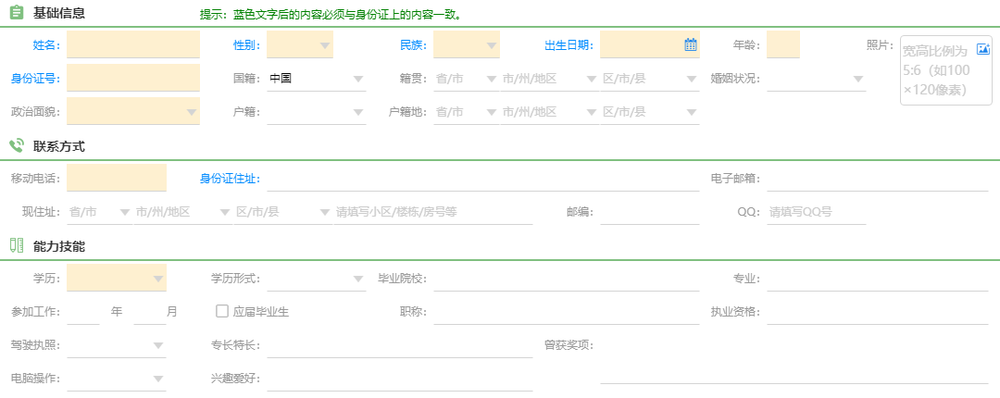 基础信息 提示：蓝色文字后的内容必须与身份证上的内容一致。
姓名： 性别： 民族： 出生日期： 年龄： 照片： 宽高比例为5:6（如100×120像素）
身份证号： 国籍： 中国 籍贯： 省/市 市/州/地区 区/市/县 婚姻状况：
政治面貌： 户籍： 户籍地： 省/市 市/州/地区 区/市/县
联系方式
移动电话： 身份证住址： 电子邮箱：
现住址： 省/市 市/州/地区 区/市/县 请填写小区/楼栋/房号等 邮编： QQ： 请填写QQ号
能力技能
学历： 学历形式： 毕业院校： 专业：
参加工作： 年 月 应届毕业生 职称： 执业资格：
驾驶执照： 专长特长： 曾获奖项：
电脑操作： 兴趣爱好：